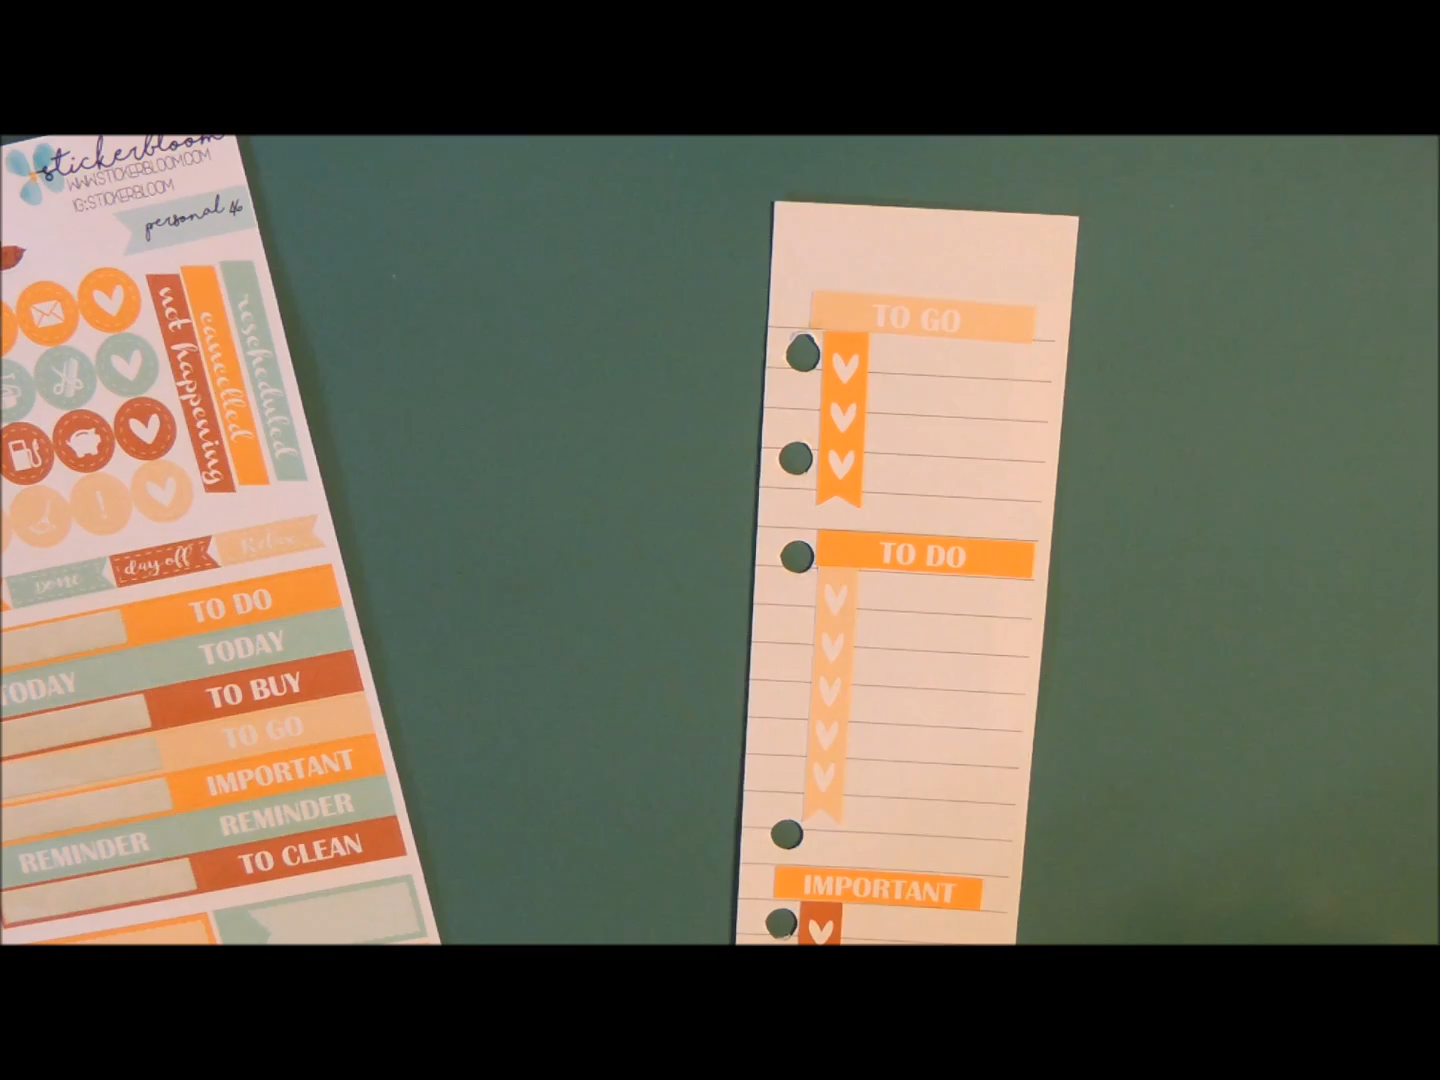 stickerbloom
WWW.STICKERBLOOM.COM
IG:STICKERBLOOM
personal 46
not happening
cancelled
rescheduled
done
day off
Relax
TO DO
TODAY
TODAY
TO BUY
TO GO
IMPORTANT
REMINDER
REMINDER
TO CLEAN
TO GO
TO DO
IMPORTANT